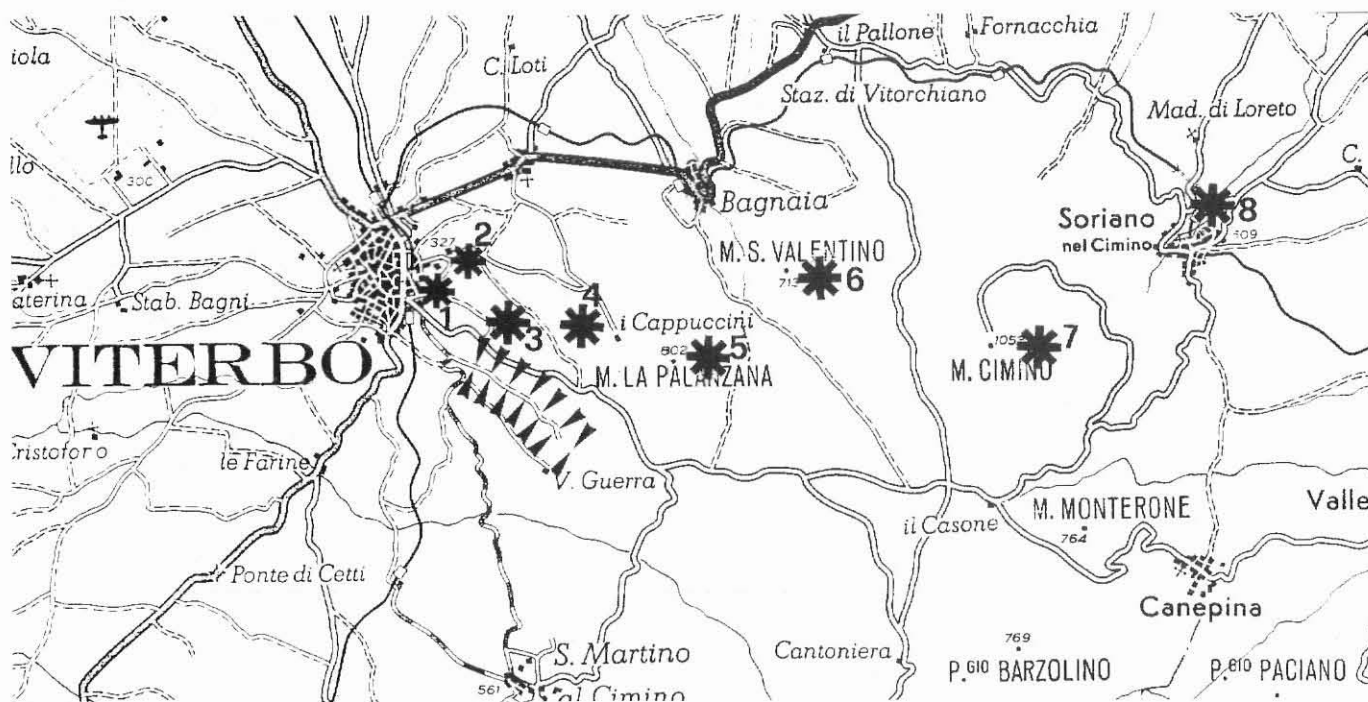 iola
C. Loti
il Pallone
Fornacchia
Staz. di Vitorchiano
Mad. di Loreto
C.
llo
300
Bagnaia
Soriano
nel Cimino
8
509
327
2
M. S. VALENTINO
713
6
aterina
Stab. Bagni
1
3
4
i Cappuccini
802
5
1053
7
VITERBO
M. LA PALANZANA
M. CIMINO
Cristoforo
le Farine
V. Guerra
il Casone
M. MONTERONE
764
Valle
Ponte di Cetti
Canepina
S. Martino
al Cimino
561
Cantoniera
769
P.GIO BARZOLINO
P.GIO PACIANO